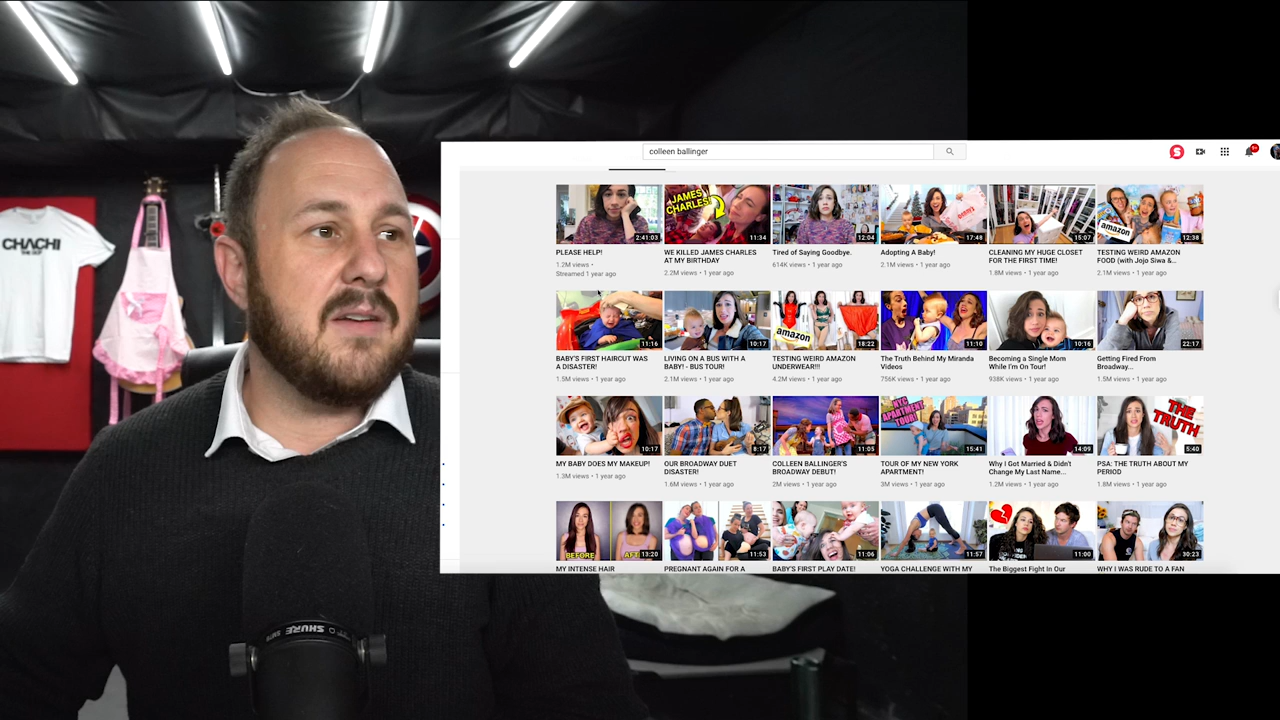 colleen ballinger
S
9+
CHACHI
JAMES
CHARLES!
2:41:03
11:34
12:04
17:48
amazon
15:07
12:38
PLEASE HELP!
1.2M views •
Streamed 1 year ago
WE KILLED JAMES CHARLES
AT MY BIRTHDAY
2.2M views • 1 year ago
Tired of Saying Goodbye.
614K views • 1 year ago
Adopting A Baby!
2.1M views • 1 year ago
CLEANING MY HUGE CLOSET
FOR THE FIRST TIME!
1.8M views • 1 year ago
TESTING WEIRD AMAZON
FOOD (with Jojo Siwa &...
2.1M views • 1 year ago
amazon
11:16
10:17
18:22
11:10
10:16
22:17
BABY'S FIRST HAIRCUT WAS
A DISASTER!
1.5M views • 1 year ago
LIVING ON A BUS WITH A
BABY! - BUS TOUR!
2.1M views • 1 year ago
TESTING WEIRD AMAZON
UNDERWEAR!!!
4.2M views • 1 year ago
The Truth Behind My Miranda
Videos
756K views • 1 year ago
Becoming a Single Mom
While I'm On Tour!
938K views • 1 year ago
Getting Fired From
Broadway...
1.5M views • 1 year ago
NYC
APARTMENT
TOUR!
THE
TRUTH
10:17
8:17
11:05
15:41
14:09
5:40
MY BABY DOES MY MAKEUP!
1.3M views • 1 year ago
OUR BROADWAY DUET
DISASTER!
1.6M views • 1 year ago
COLLEEN BALLINGER'S
BROADWAY DEBUT!
2M views • 1 year ago
TOUR OF MY NEW YORK
APARTMENT!
3M views • 1 year ago
Why I Got Married & Didn't
Change My Last Name...
1.2M views • 1 year ago
PSA: THE TRUTH ABOUT MY
PERIOD
1.8M views • 1 year ago
BEFORE
13:20
11:53
11:06
11:57
11:00
30:23
MY INTENSE HAIR
PREGNANT AGAIN FOR A
BABY'S FIRST PLAY DATE!
YOGA CHALLENGE WITH MY
The Biggest Fight In Our
WHY I WAS RUDE TO A FAN
SHURE SM7B